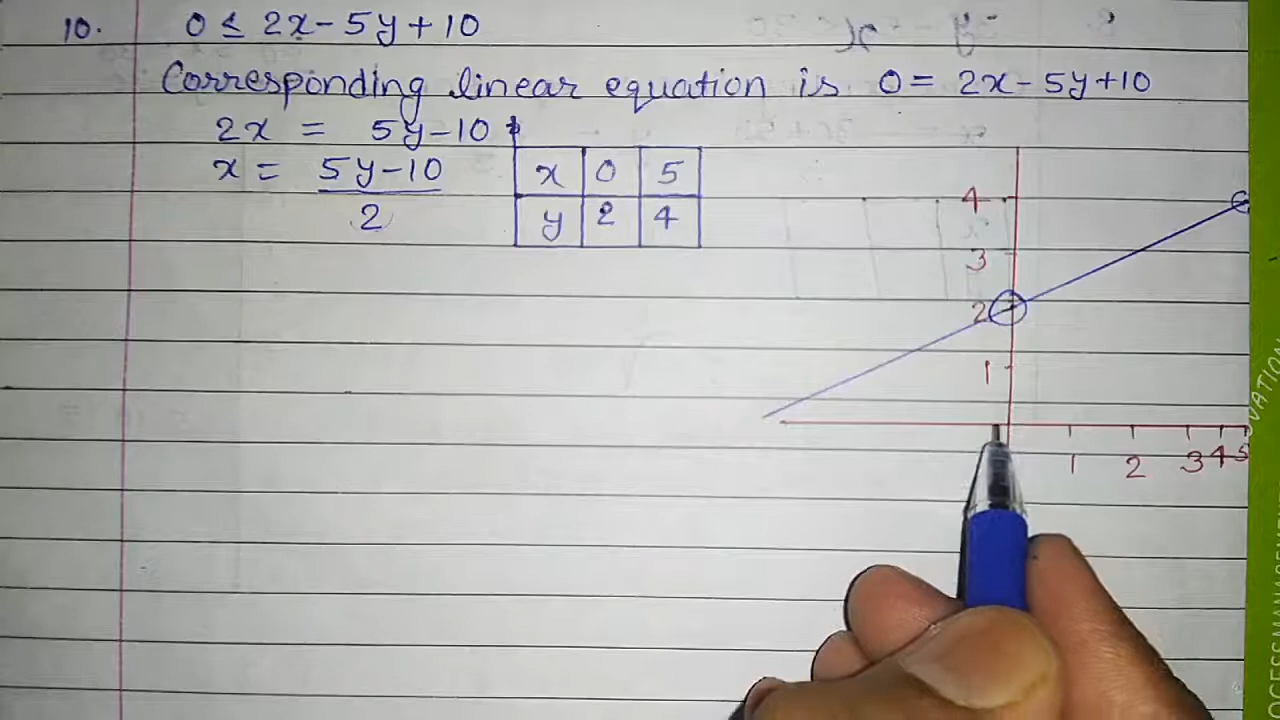 10. 0 ≤ 2x - 5y + 10
Corresponding linear equation is 0 = 2x - 5y + 10
2x = 5y - 10
x = 5y - 10
2
x 0 5
y 2 4
4
3
2
1
1 2 3 4 5